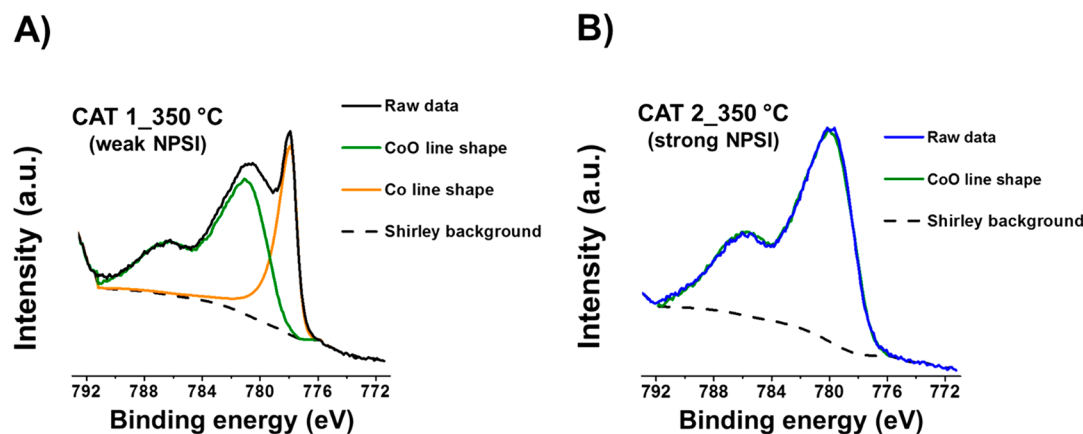 A)
CAT 1_350 °C
(weak NPSI)
Raw data
CoO line shape
Co line shape
Shirley background
Intensity (a.u.)
792 788 784 780 776 772
Binding energy (eV)
B)
CAT 2_350 °C
(strong NPSI)
Raw data
CoO line shape
Shirley background
Intensity (a.u.)
792 788 784 780 776 772
Binding energy (eV)